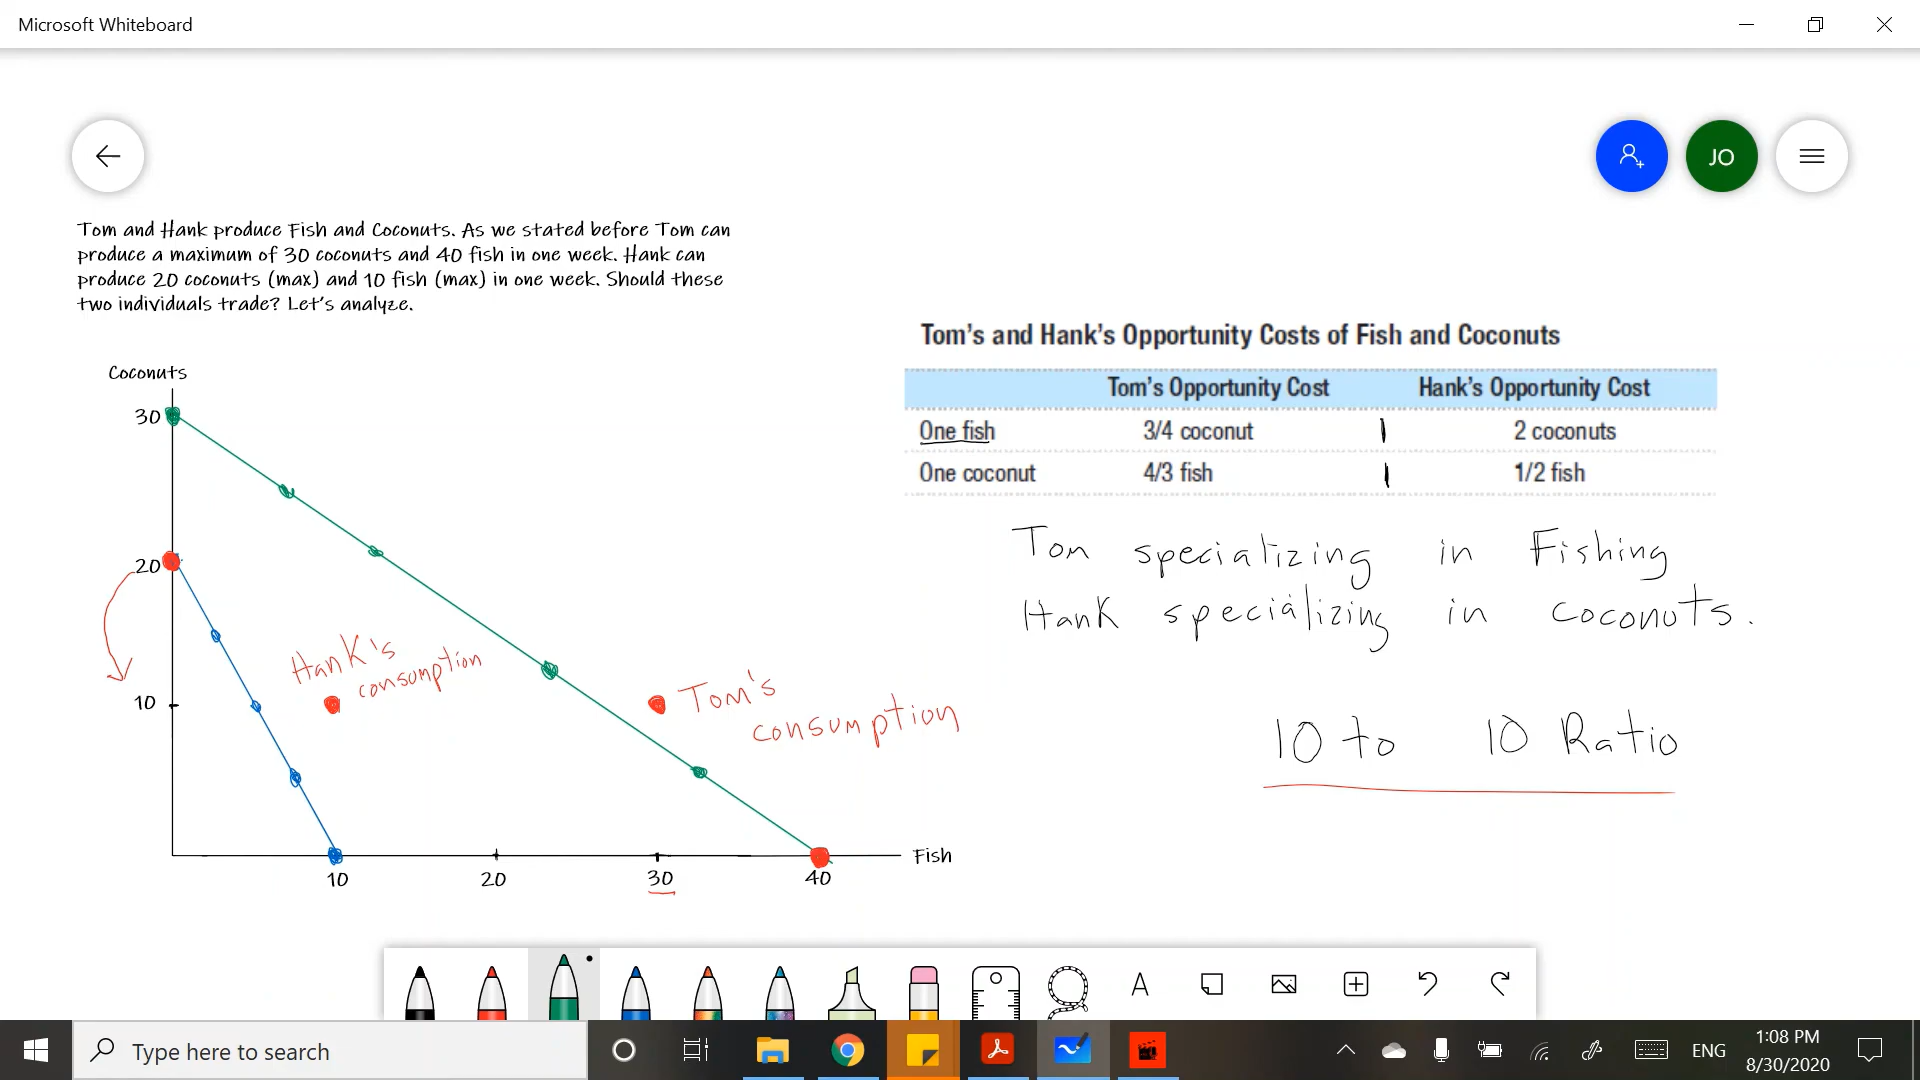 Microsoft Whiteboard
JO
Tom and Hank produce Fish and Coconuts. As we stated before Tom can
produce a maximum of 30 coconuts and 40 fish in one week. Hank can
produce 20 coconuts (max) and 10 fish (max) in one week. Should these
two individuals trade? Let's analyze.
Tom's and Hank's Opportunity Costs of Fish and Coconuts
Tom's Opportunity Cost Hank's Opportunity Cost
One fish 3/4 coconut 2 coconuts
One coconut 4/3 fish 1/2 fish
Tom specializing in Fishing
Hank specializing in coconuts.
10 to 10 Ratio
Coconuts
30
20
10
Hank's
consumption
Tom's
consumption
Fish
10 20 30 40
A
Type here to search
ENG
1:08 PM
8/30/2020